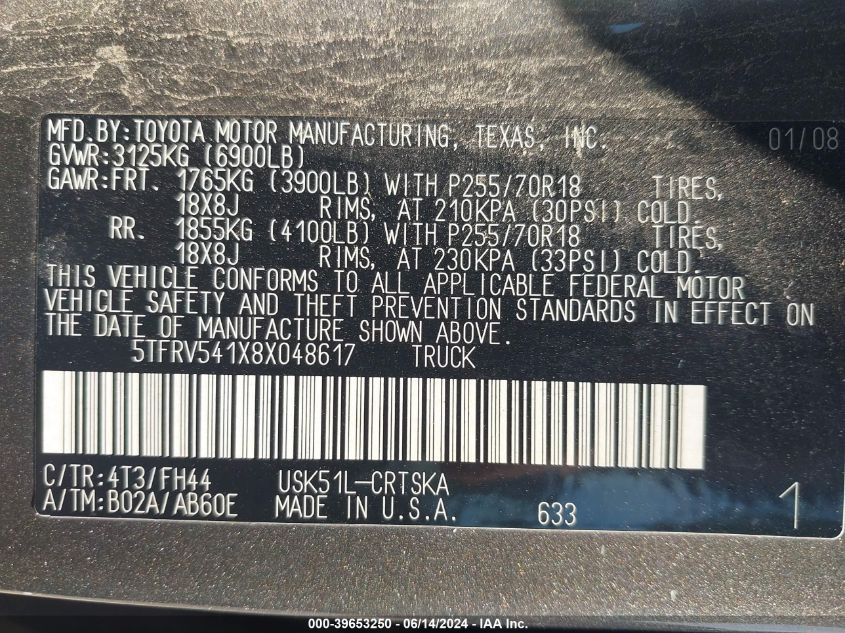 MFD.BY:TOYOTA MOTOR MANUFACTURING, TEXAS, INC. 01/08
GVWR:3125KG (6900LB)
GAWR:FRT. 1765KG (3900LB) WITH P255/70R18 TIRES,
18X8J RIMS, AT 210KPA (30PSI) COLD.
RR. 1855KG (4100LB) WITH P255/70R18 TIRES,
18X8J RIMS, AT 230KPA (33PSI) COLD.
THIS VEHICLE CONFORMS TO ALL APPLICABLE FEDERAL MOTOR
VEHICLE SAFETY AND THEFT PREVENTION STANDARDS IN EFFECT ON
THE DATE OF MANUFACTURE SHOWN ABOVE.
5TFRV541X8X048617 TRUCK
C/TR:4T3/FH44 USK51L-CRTSKA
A/TM:B02A/AB60E MADE IN U.S.A. 633 1
000-39653250 - 06/14/2024 - IAA Inc.